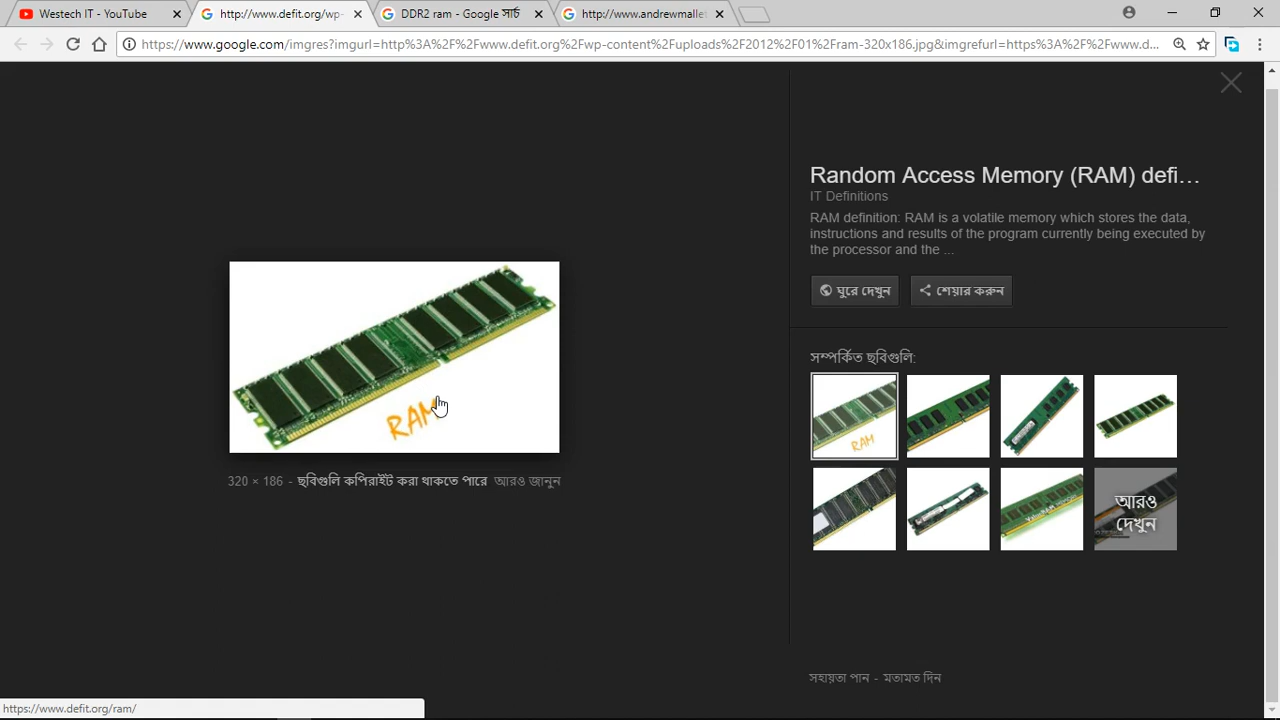 Westech IT - YouTube
http://www.defit.org/wp-
DDR2 ram - Google সার্চ
http://www.andrewmallet
https://www.google.com/imgres?imgurl=http%3A%2F%2Fwww.defit.org%2Fwp-content%2Fuploads%2F2012%2F01%2Fram-320x186.jpg&imgrefurl=https%3A%2F%2Fwww.d...
Random Access Memory (RAM) defi...
IT Definitions
RAM definition: RAM is a volatile memory which stores the data,
instructions and results of the program currently being executed by
the processor and the ...
ঘুরে দেখুন
শেয়ার করুন
RAM
320 × 186 - ছবিগুলি কপিরাইট করা থাকতে পারে আরও জানুন
সম্পর্কিত ছবিগুলি:
RAM
আরও
দেখুন
সহায়তা পান - মতামত দিন
https://www.defit.org/ram/